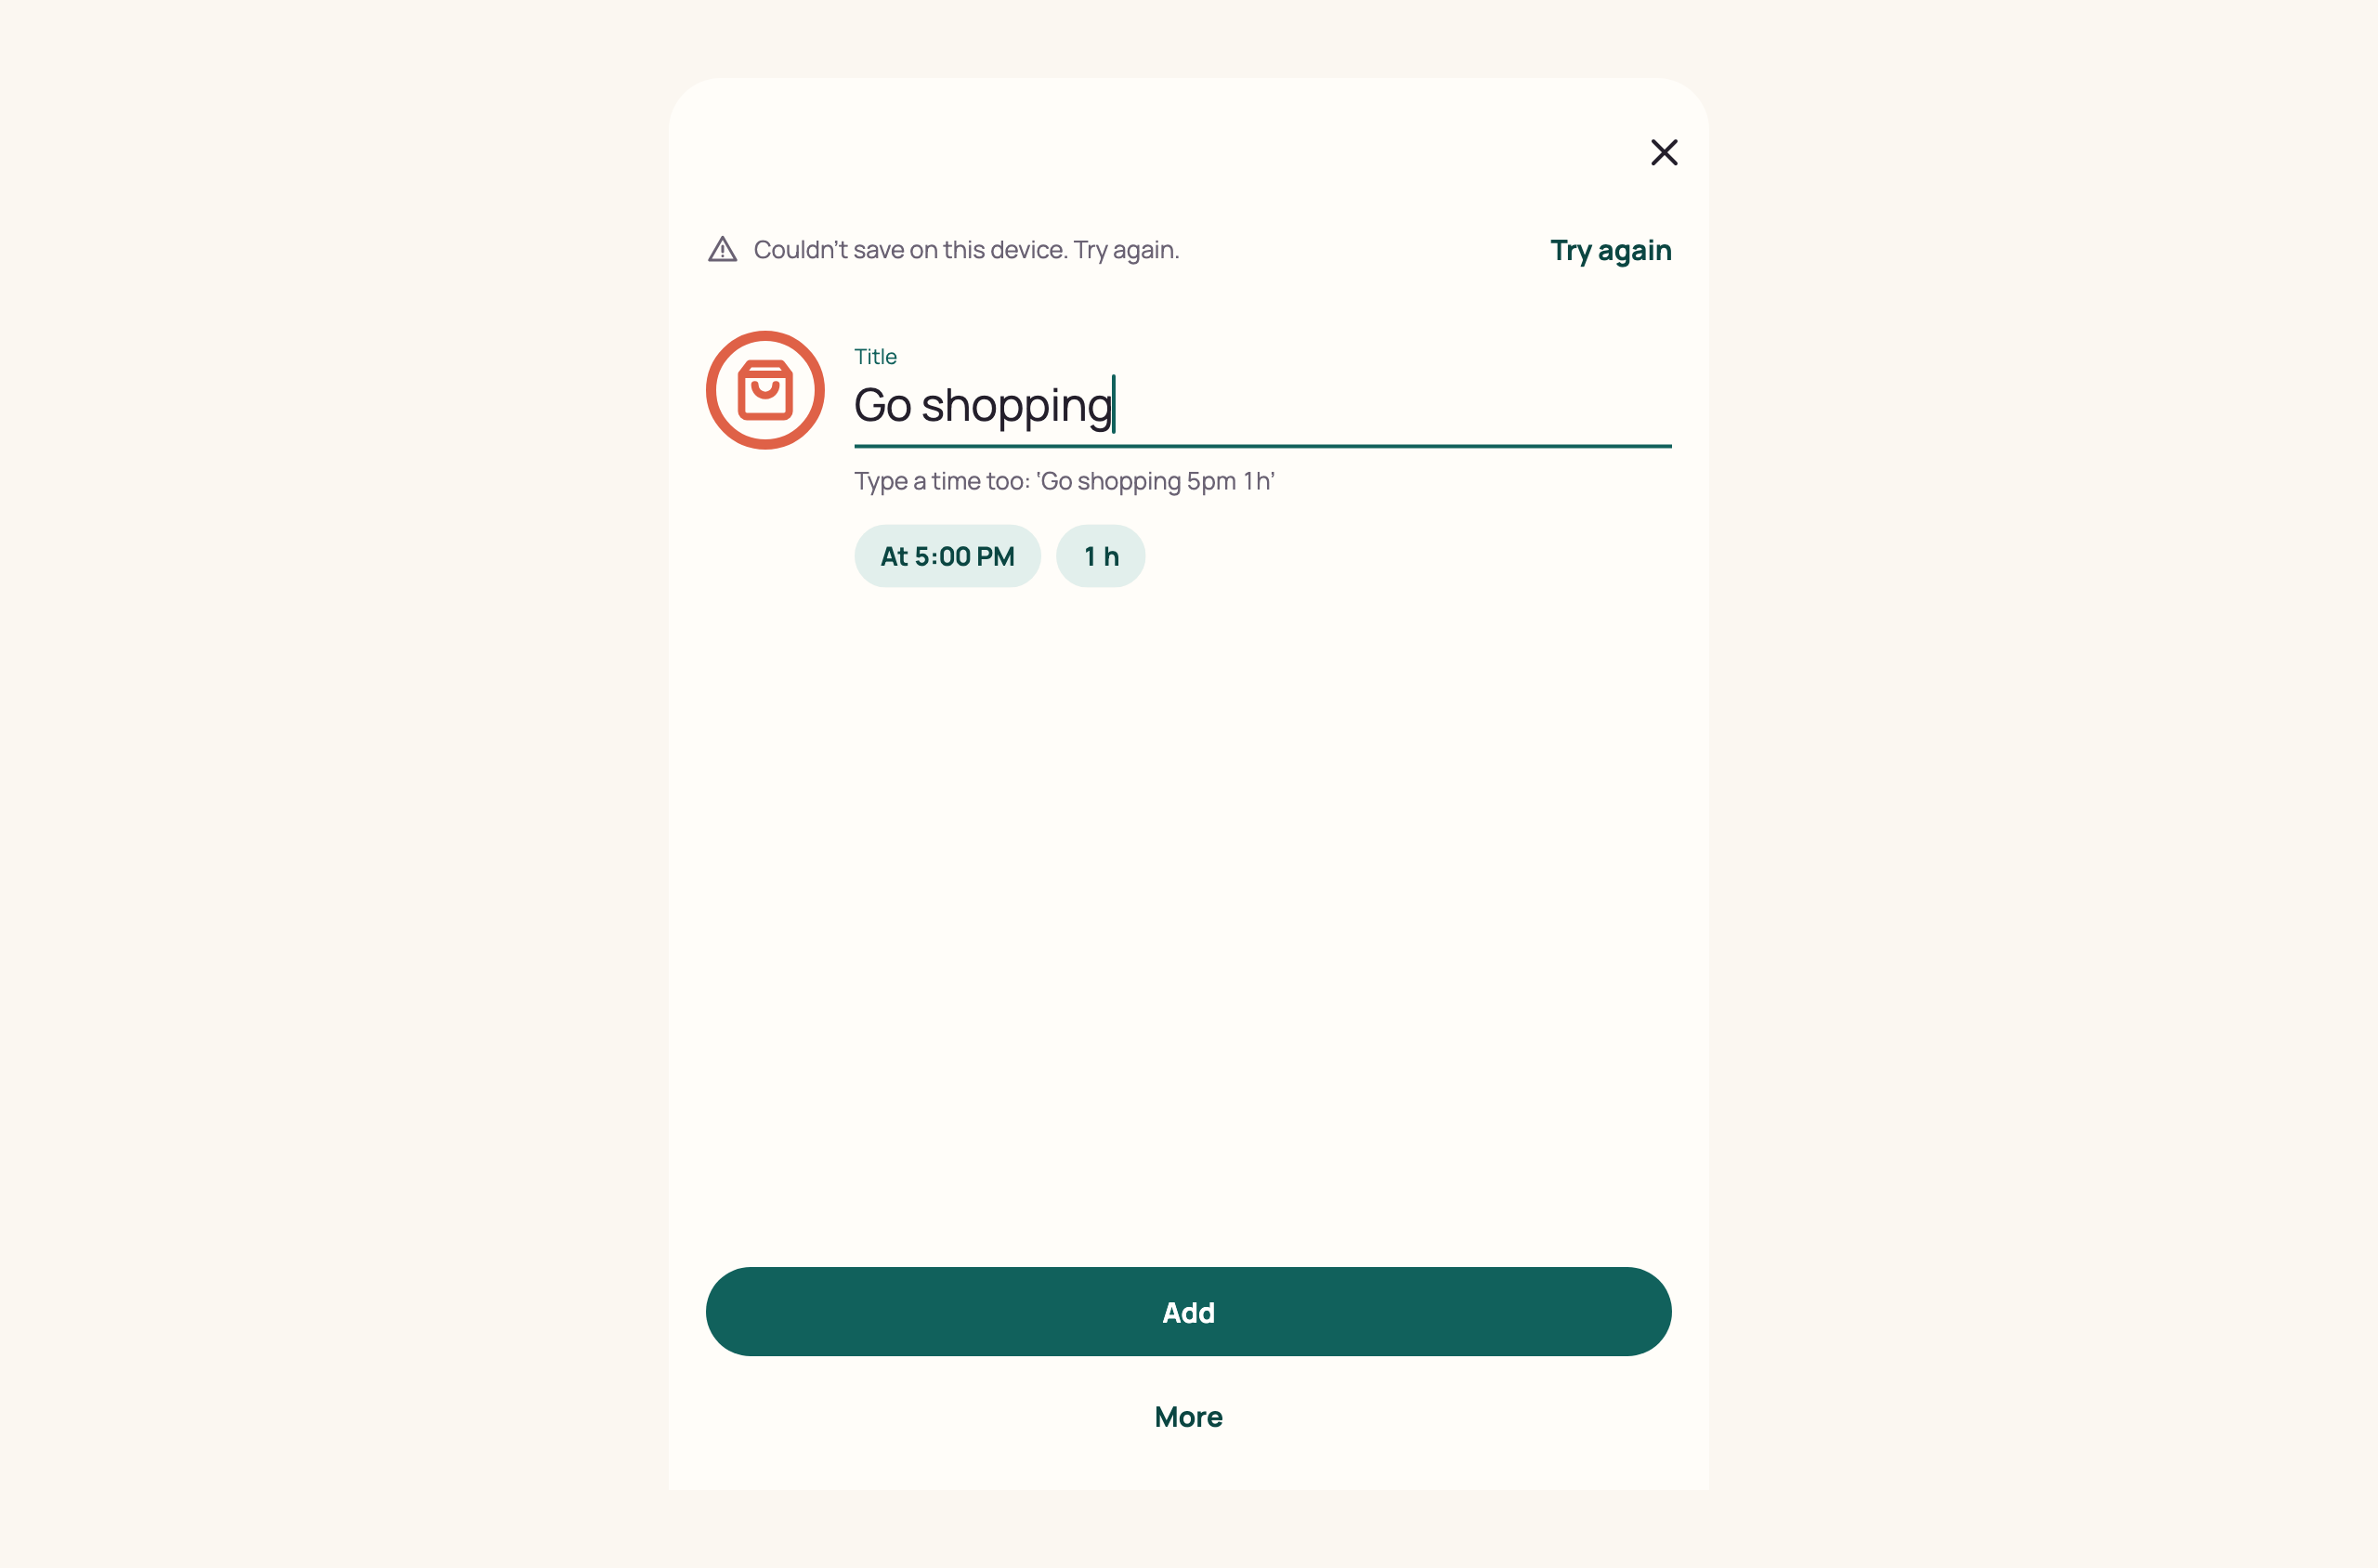 Couldn’t save on this device. Try again.
Try again
Title
Go shopping
Type a time too: ‘Go shopping 5pm 1h’
At 5:00 PM
1 h
Add
More